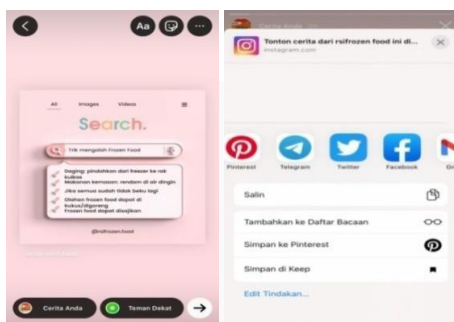 Aa
All Images Videos
Search.
Trik mengolah Frozen Food
Daging: pindahkan dari freezer ke rak
kulkas
Makanan kemasan: rendam di air dingin
Jika semua sudah tidak beku lagi
Olahan frozen food dapat di
kukus/digoreng
Frozen food dapat disajikan
@rsifrozen.food
Cerita Anda
Teman Dekat
Cerita Anda
Tonton cerita dari rsifrozen food ini di...
instagram.com
Pinterest Telegram Twitter Facebook
Salin
Tambahkan ke Daftar Bacaan
Simpan ke Pinterest
Simpan di Keep
Edit Tindakan...